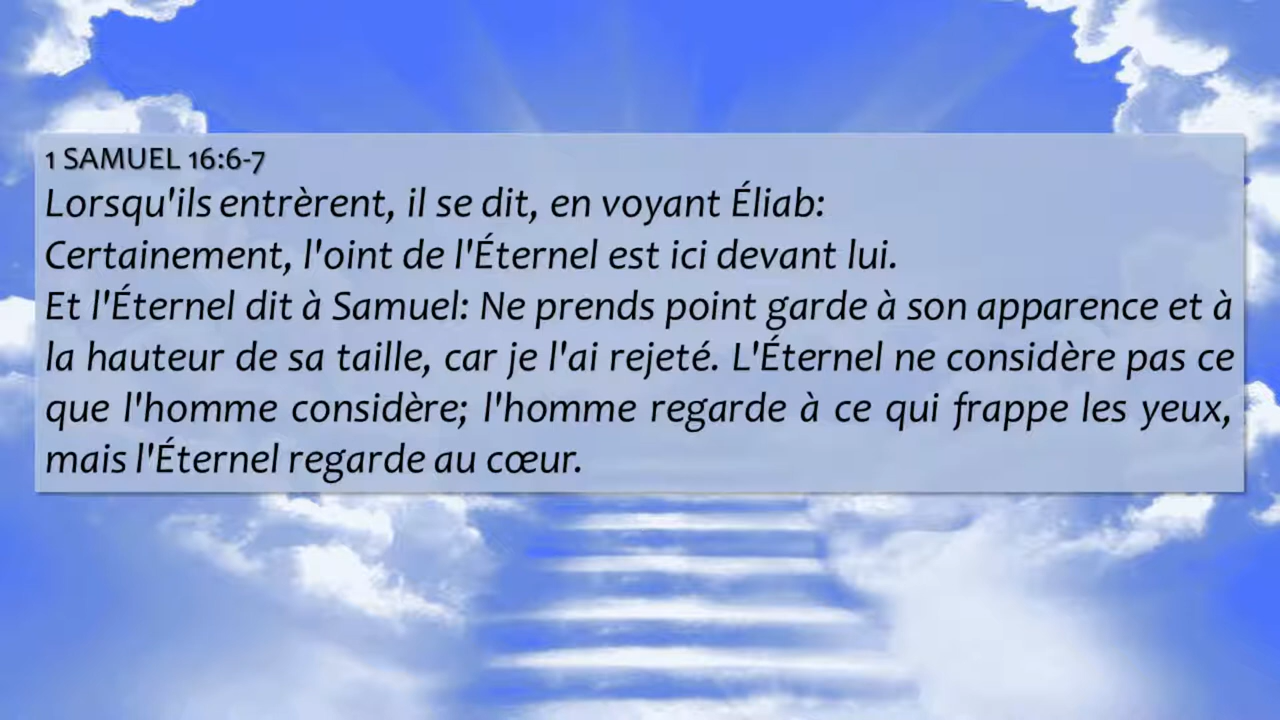 1 SAMUEL 16:6-7
Lorsqu'ils entrèrent, il se dit, en voyant Éliab:
Certainement, l'oint de l'Éternel est ici devant lui.
Et l'Éternel dit à Samuel: Ne prends point garde à son apparence et à
la hauteur de sa taille, car je l'ai rejeté. L'Éternel ne considère pas ce
que l'homme considère; l'homme regarde à ce qui frappe les yeux,
mais l'Éternel regarde au cœur.